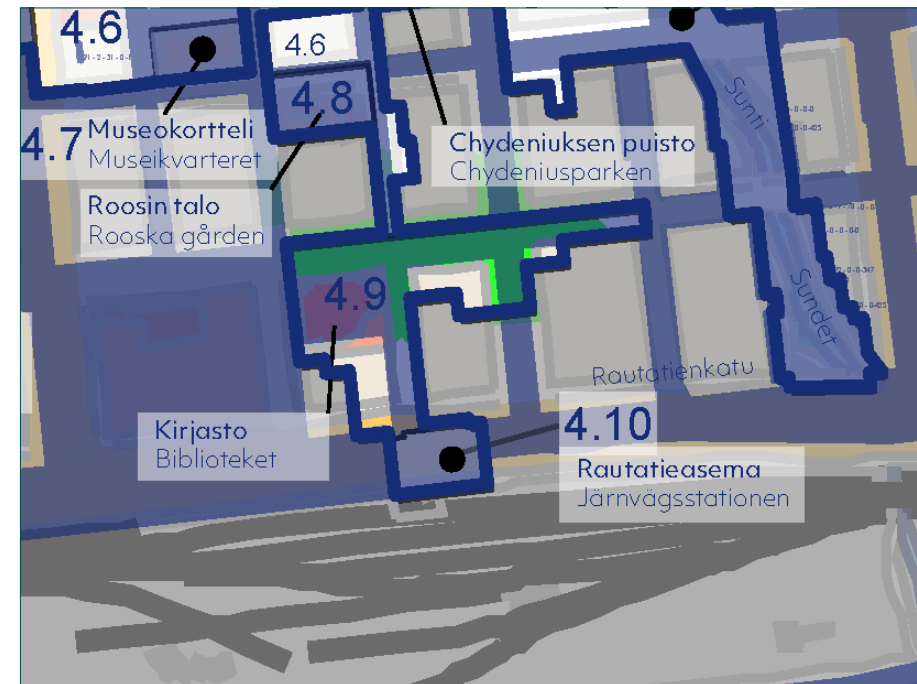 4.6
4.6
4.8
4.7
Museokortteli
Museikvarteret
Chydeniuksen puisto
Chydeniusparken
Sunti
Roosin talo
Rooska gården
4.9
Sundet
Rautatienkatu
Kirjasto
Biblioteket
4.10
Rautatieasema
Järnvägsstationen